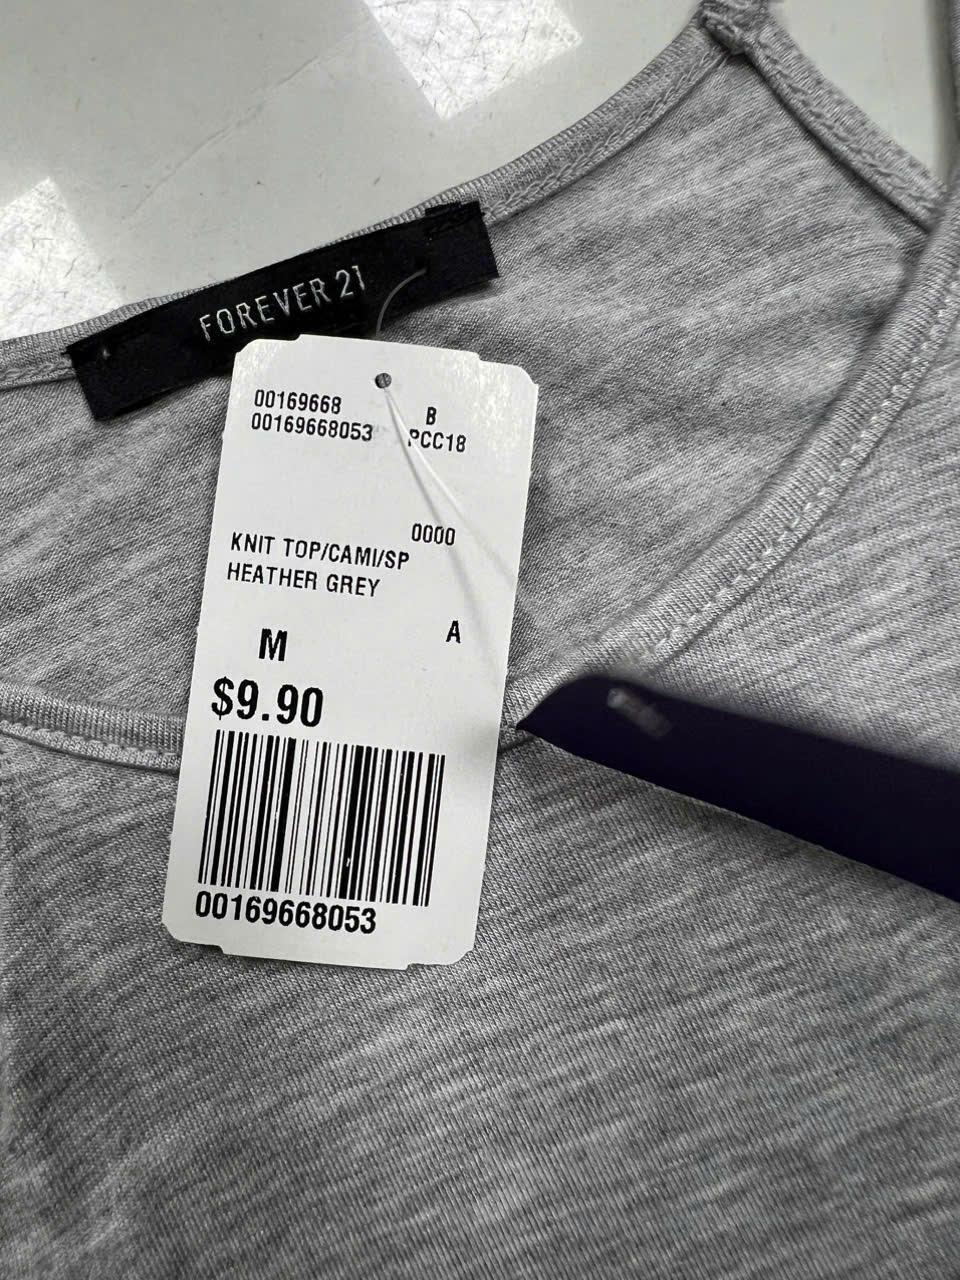 FOREVER 21
00169668 B
00169668053 PCC18
0000
KNIT TOP/CAMI/SP
HEATHER GREY
M A
$9.90
00169668053